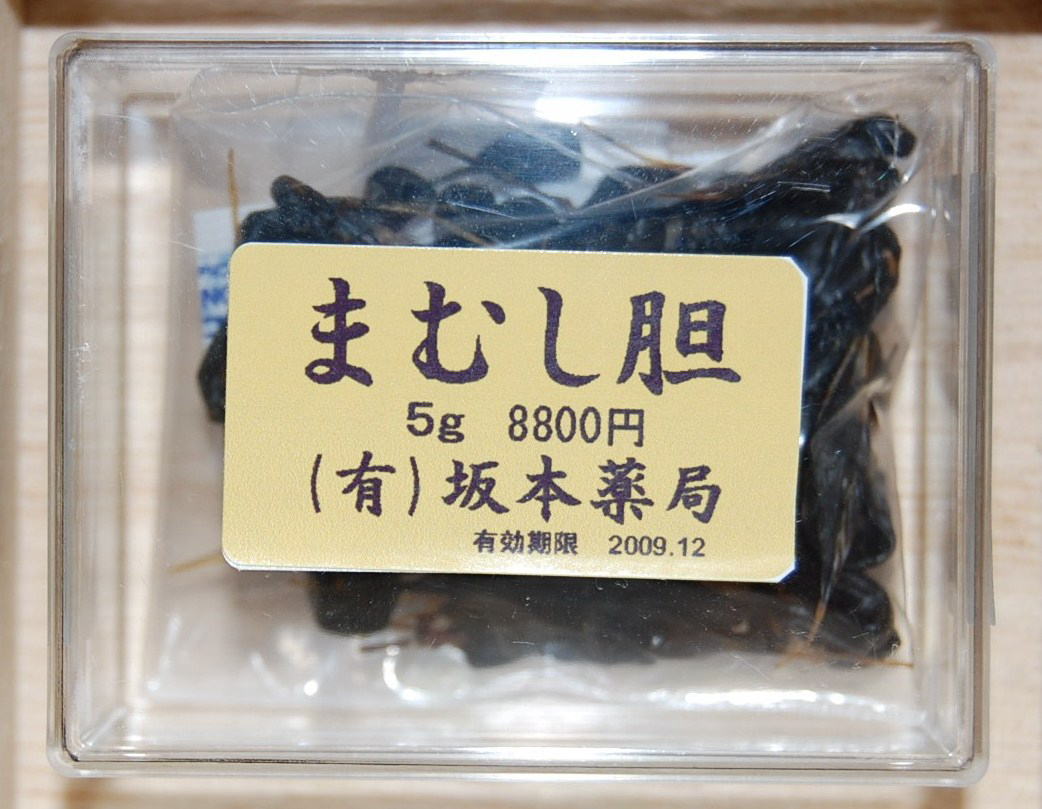 まむし胆
5g 8800円
(有)坂本薬局
有効期限 2009.12